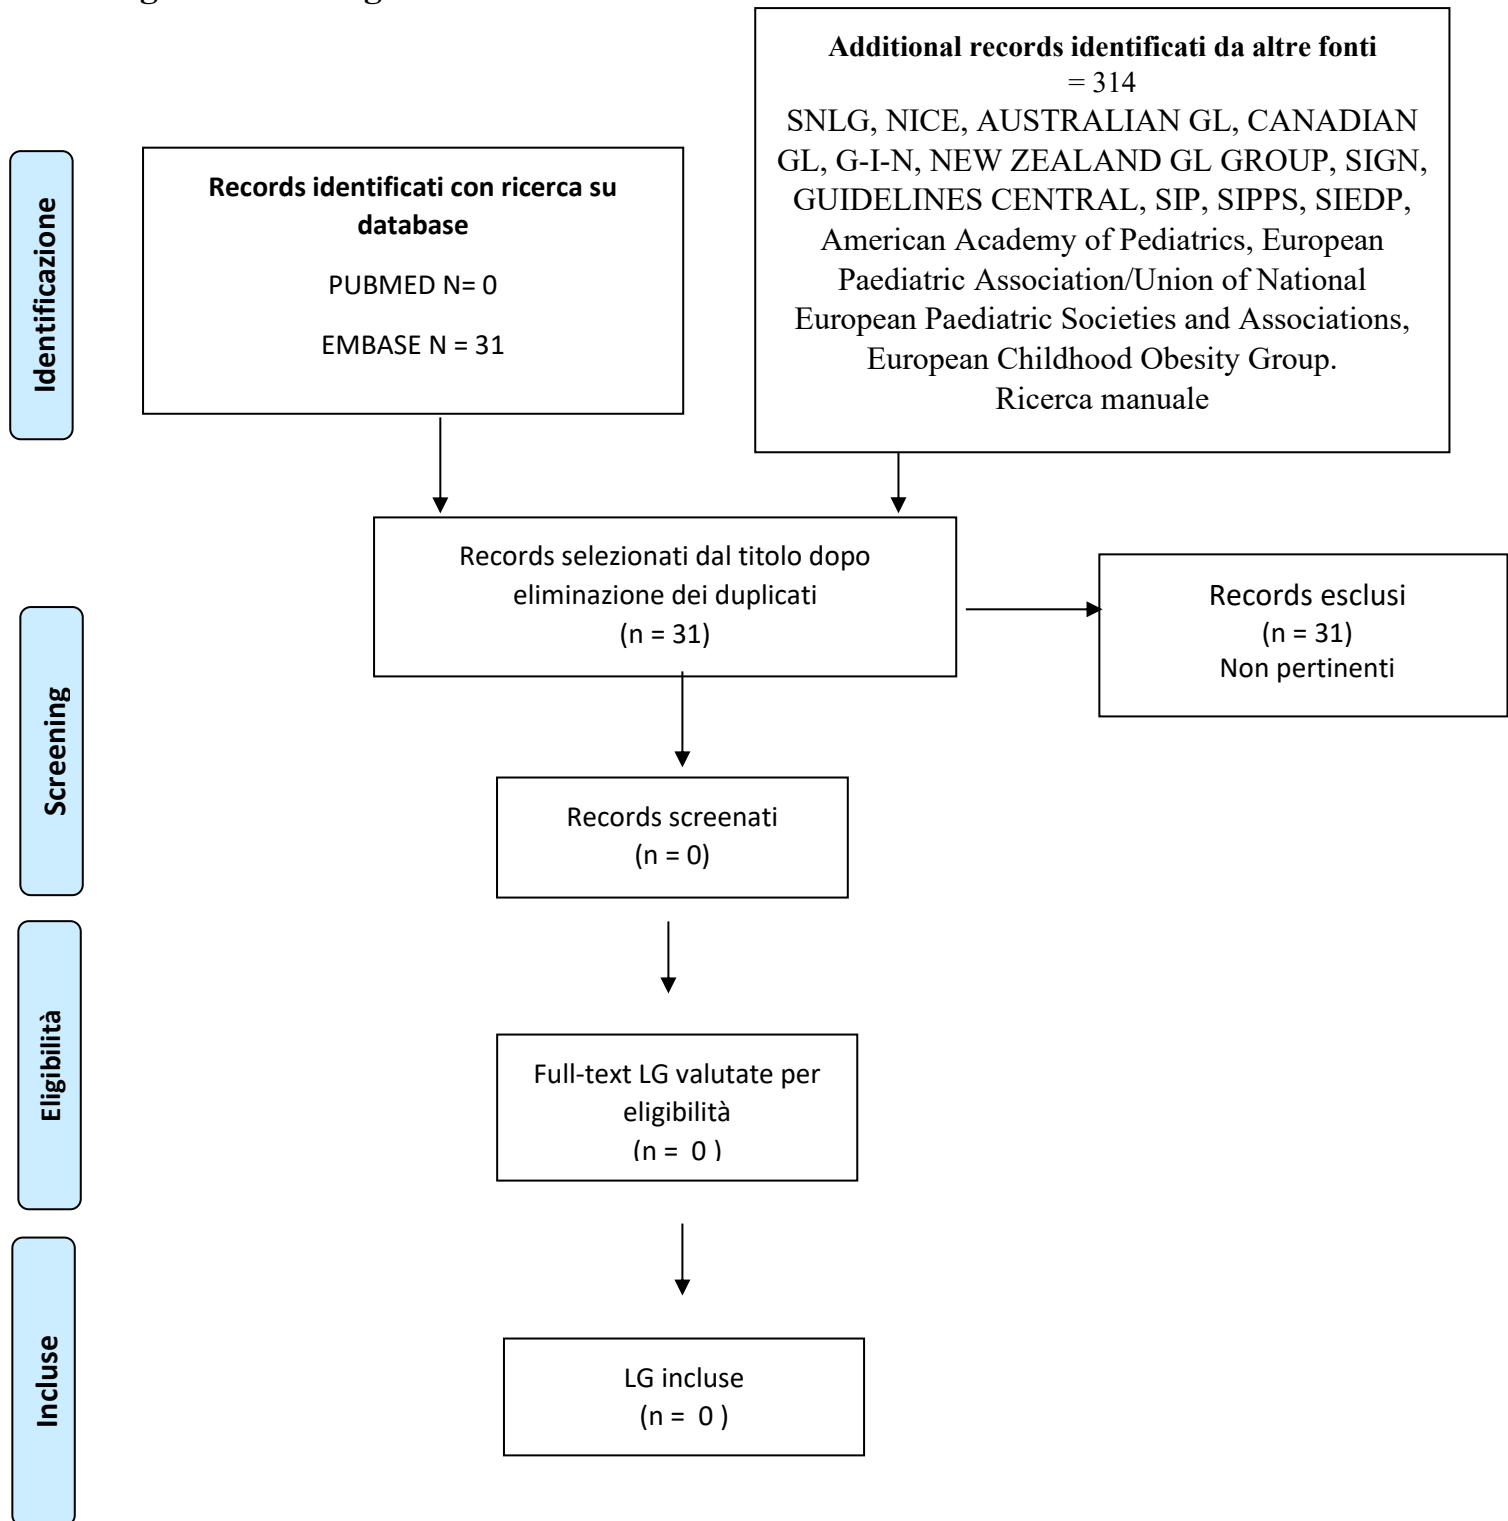 Additional records identificati da altre fonti
= 314
SNLG, NICE, AUSTRALIAN GL, CANADIAN
GL, G-I-N, NEW ZEALAND GL GROUP, SIGN,
GUIDELINES CENTRAL, SIP, SIPPS, SIEDP,
American Academy of Pediatrics, European
Paediatric Association/Union of National
European Paediatric Societies and Associations,
European Childhood Obesity Group.
Ricerca manuale
Identificazione
Records identificati con ricerca su
database
PUBMED N= 0
EMBASE N = 31
Records selezionati dal titolo dopo
eliminazione dei duplicati
(n = 31)
Records esclusi
(n = 31)
Non pertinenti
Screening
Records screenati
(n = 0)
Eligibilità
Full-text LG valutate per
eligibilità
(n =  0 )
Incluse
LG incluse
(n =  0 )